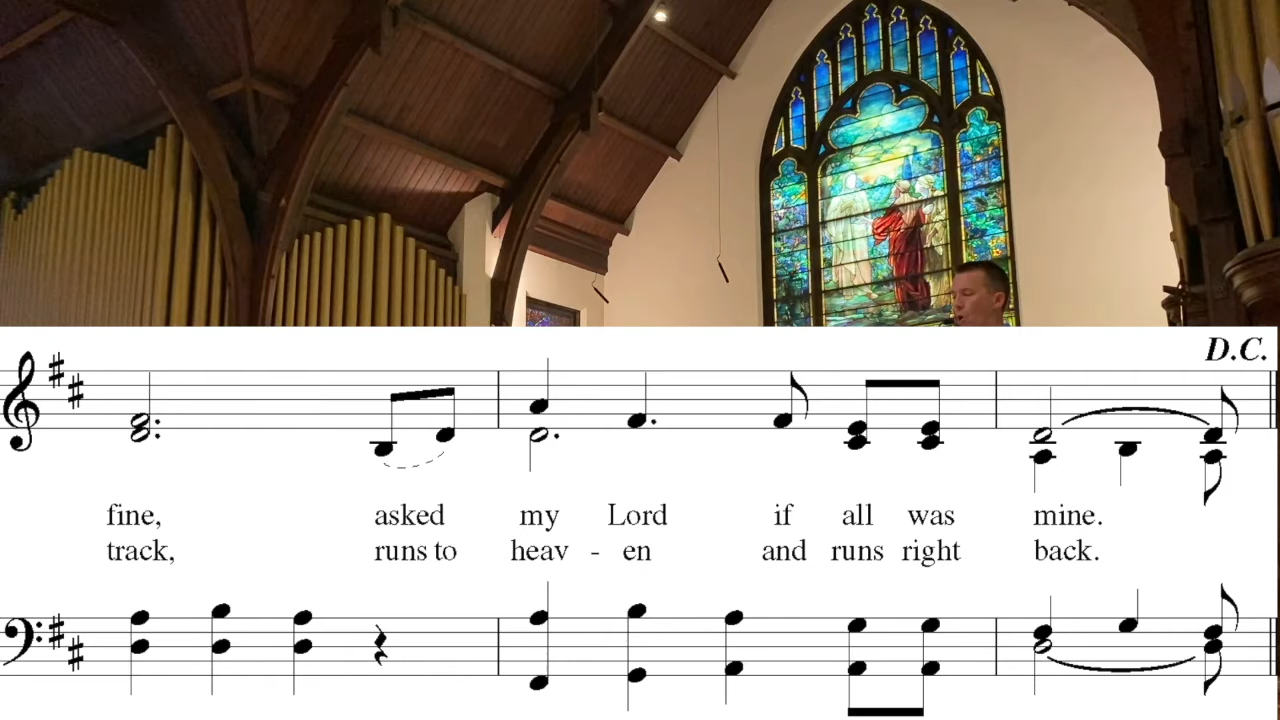 D.C.
fine, asked my Lord if all was mine.
track, runs to heav - en and runs right back.